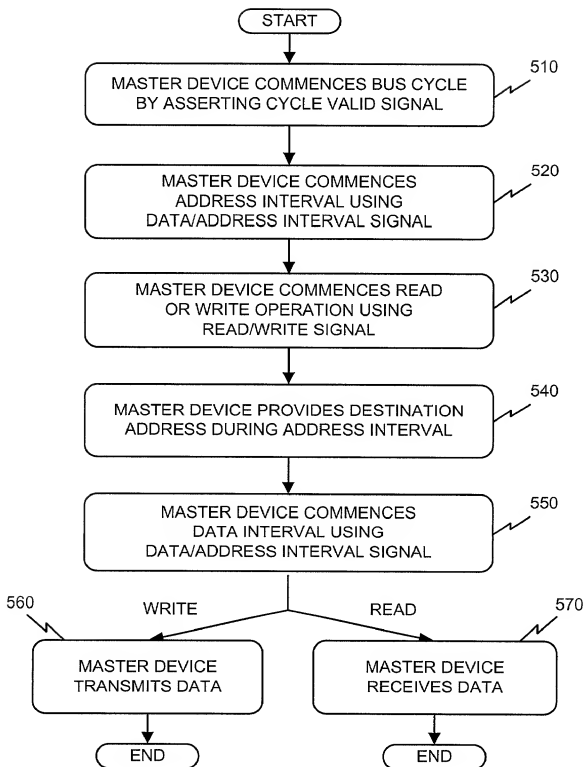 START
510
MASTER DEVICE COMMENCES BUS CYCLE
BY ASSERTING CYCLE VALID SIGNAL
520
MASTER DEVICE COMMENCES
ADDRESS INTERVAL USING
DATA/ADDRESS INTERVAL SIGNAL
530
MASTER DEVICE COMMENCES READ
OR WRITE OPERATION USING
READ/WRITE SIGNAL
540
MASTER DEVICE PROVIDES DESTINATION
ADDRESS DURING ADDRESS INTERVAL
550
MASTER DEVICE COMMENCES
DATA INTERVAL USING
DATA/ADDRESS INTERVAL SIGNAL
560
WRITE
READ
570
MASTER DEVICE
TRANSMITS DATA
MASTER DEVICE
RECEIVES DATA
END
END